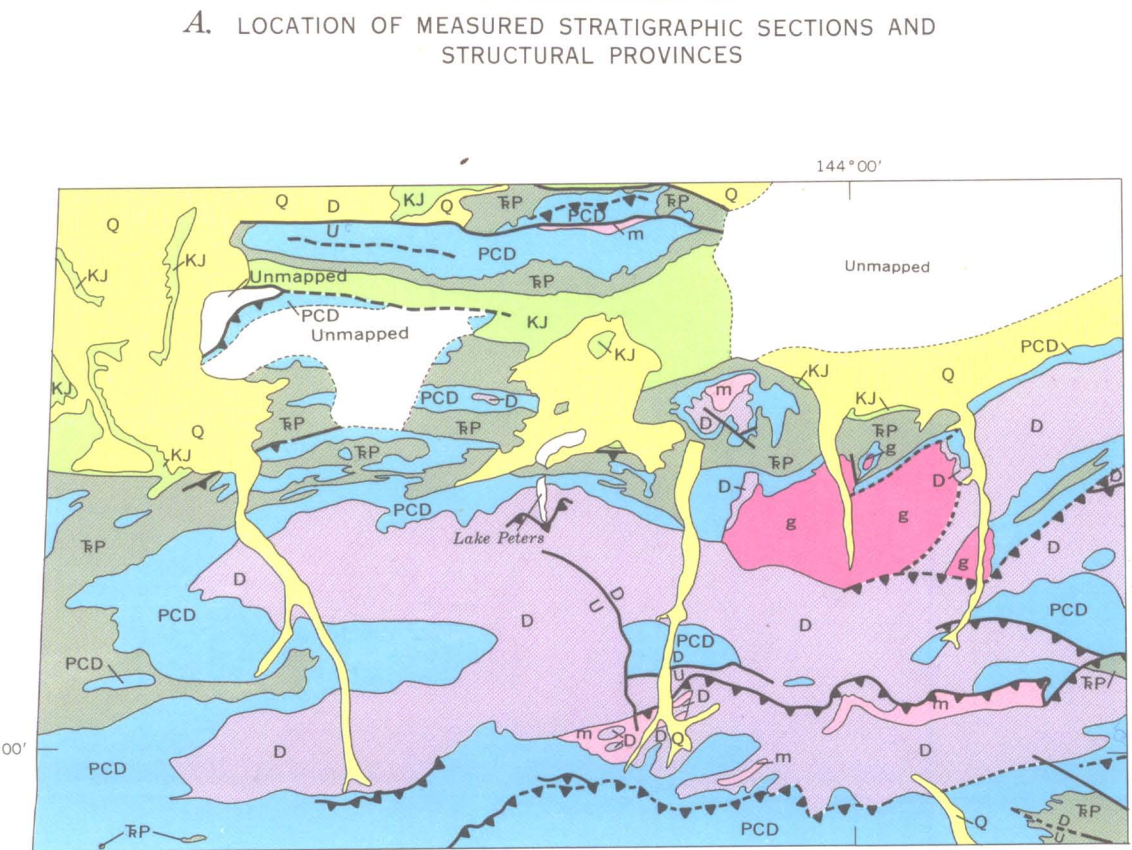 A. LOCATION OF MEASURED STRATIGRAPHIC SECTIONS AND
STRUCTURAL PROVINCES
144°00'
Q
D
KJ
Q
TRP
PCD
TRP
Q
Q
U
m
KJ
KJ
PCD
Unmapped
Unmapped
TRP
PCD
Unmapped
KJ
KJ
PCD
KJ
KJ
Q
m
PCD
D
KJ
TRP
D
D
TRP
Q
TRP
TRP
g
KJ
TRP
D
D
D
PCD
g
g
Lake Peters
TRP
D
g
D
D
U
PCD
D
D
PCD
PCD
PCD
D
U
TRP
D
m
m
D
D
Q
00'
D
D
PCD
m
TRP
PCD
Q
TRP
D
U